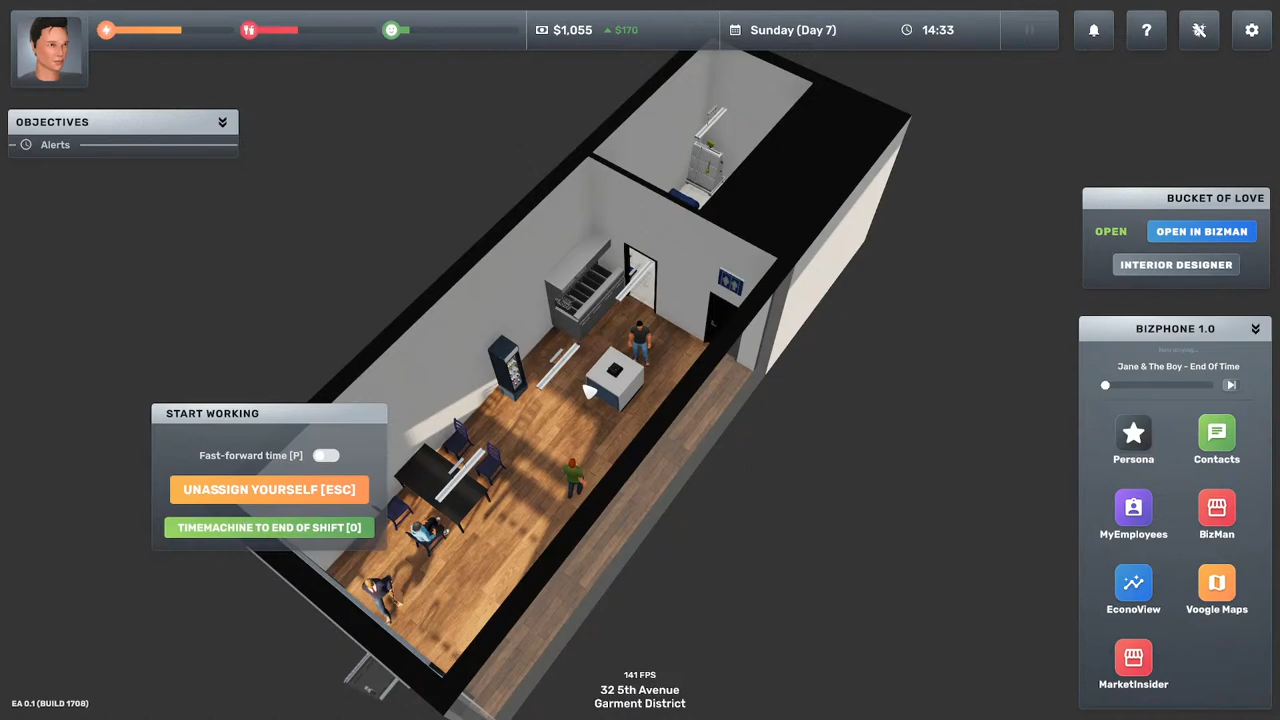 $1,055
$170
Sunday (Day 7)
14:33
?
OBJECTIVES
Alerts
BUCKET OF LOVE
OPEN
OPEN IN BIZMAN
INTERIOR DESIGNER
BIZPHONE 1.0
Jane & The Boy - End Of Time
Persona
Contacts
MyEmployees
BizMan
EconoView
Voogle Maps
MarketInsider
START WORKING
Fast-forward time [P]
UNASSIGN YOURSELF [ESC]
TIMEMACHINE TO END OF SHIFT [O]
141 FPS
32 5th Avenue
Garment District
EA 0.1 (BUILD 1708)